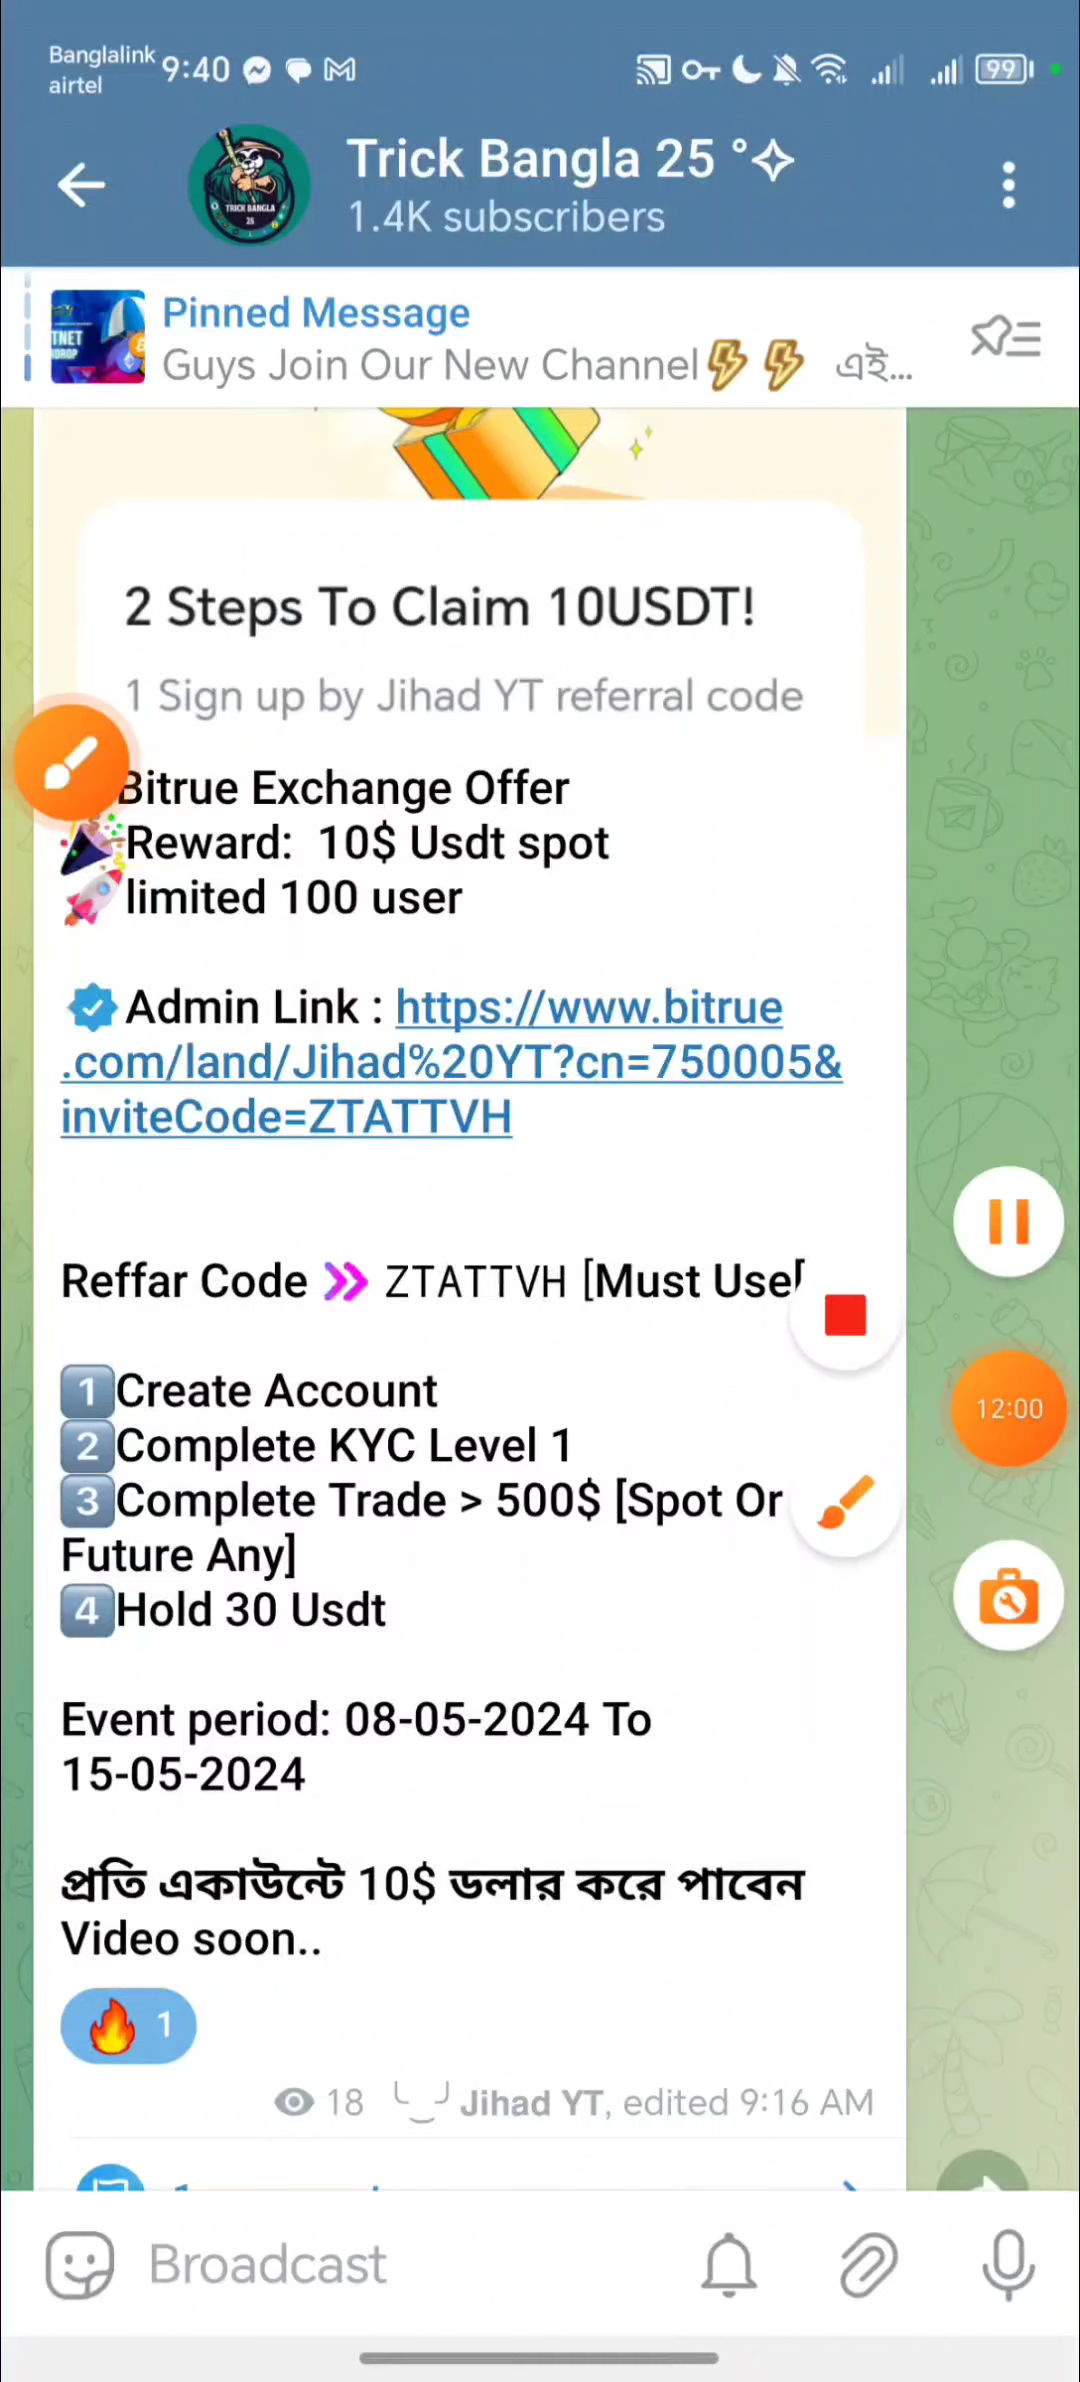 Banglalink
airtel
9:40
99
Trick Bangla 25 °✧
1.4K subscribers
TRICK BANGLA
25
Pinned Message
Guys Join Our New Channel⚡⚡ এই...
TNET
2 Steps To Claim 10USDT!
1 Sign up by Jihad YT referral code
Bitrue Exchange Offer
🎉Reward: 10$ Usdt spot
🚀limited 100 user
Admin Link : https://www.bitrue
.com/land/Jihad%20YT?cn=750005&
inviteCode=ZTATTVH
Reffar Code » ZTATTVH [Must Use
12:00
1️⃣Create Account
2️⃣Complete KYC Level 1
3️⃣Complete Trade > 500$ [Spot Or
Future Any]
4️⃣Hold 30 Usdt
Event period: 08-05-2024 To
15-05-2024
প্রতি একাউন্টে 10$ ডলার করে পাবেন
Video soon..
🔥 1
18 ╰‿╯Jihad YT, edited 9:16 AM
Broadcast